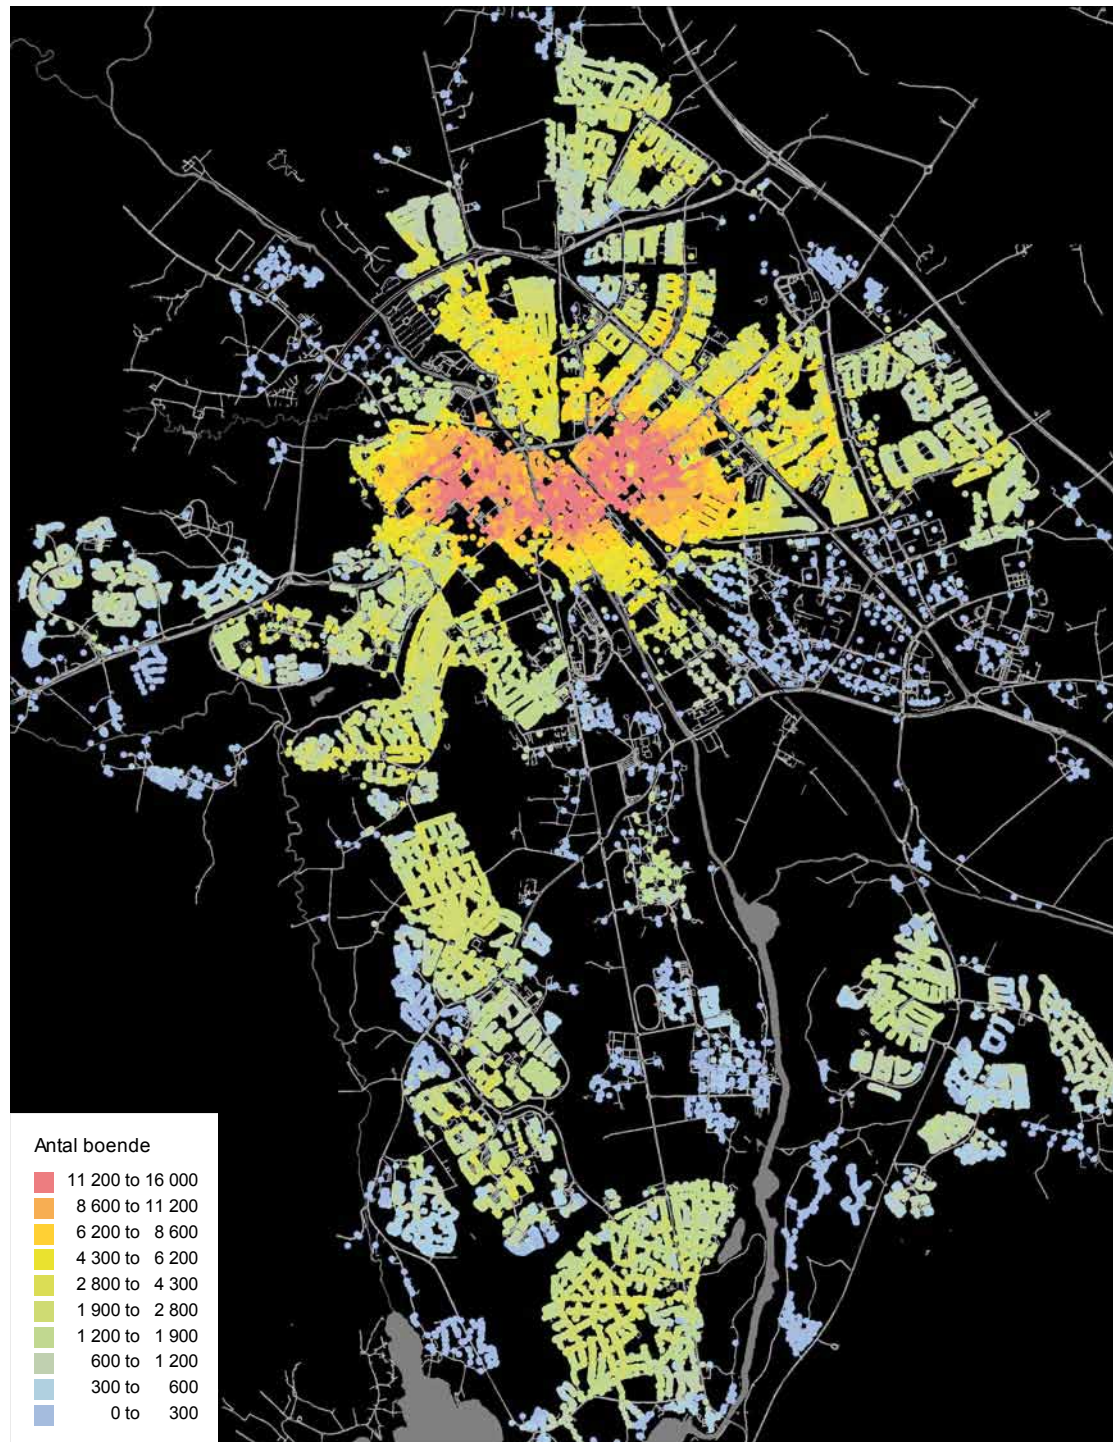 Antal boende
11 200 to 16 000
8 600 to 11 200
6 200 to 8 600
4 300 to 6 200
2 800 to 4 300
1 900 to 2 800
1 200 to 1 900
600 to 1 200
300 to 600
0 to 300